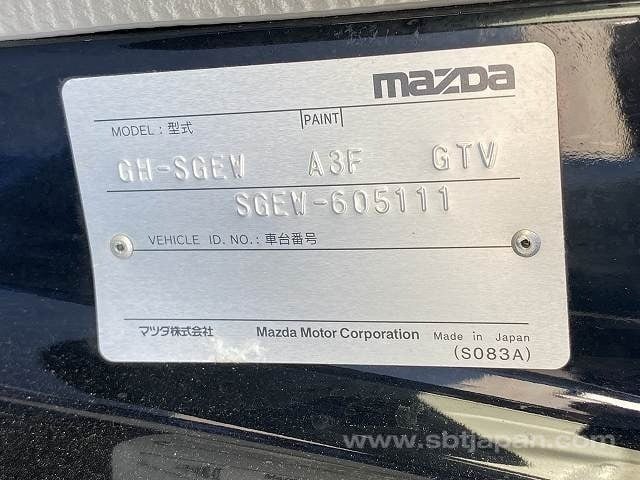 mazda
MODEL : 型式 PAINT
GH-SGEW A3F GTV
SGEW-605111
VEHICLE ID. NO. : 車台番号
マツダ株式会社 Mazda Motor Corporation Made in Japan
(S083A)
www.sbtjapan.com